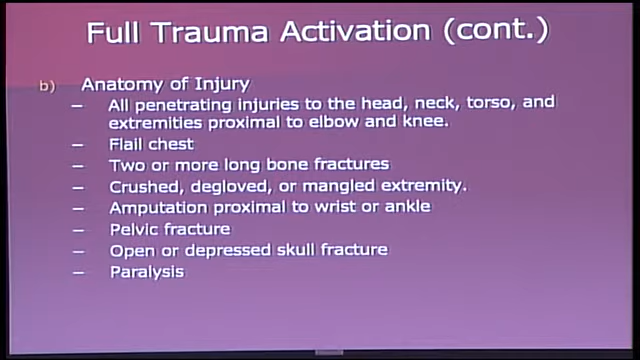 Full Trauma Activation (cont.)
b) Anatomy of Injury
– All penetrating injuries to the head, neck, torso, and
extremities proximal to elbow and knee.
– Flail chest
– Two or more long bone fractures
– Crushed, degloved, or mangled extremity.
– Amputation proximal to wrist or ankle
– Pelvic fracture
– Open or depressed skull fracture
– Paralysis